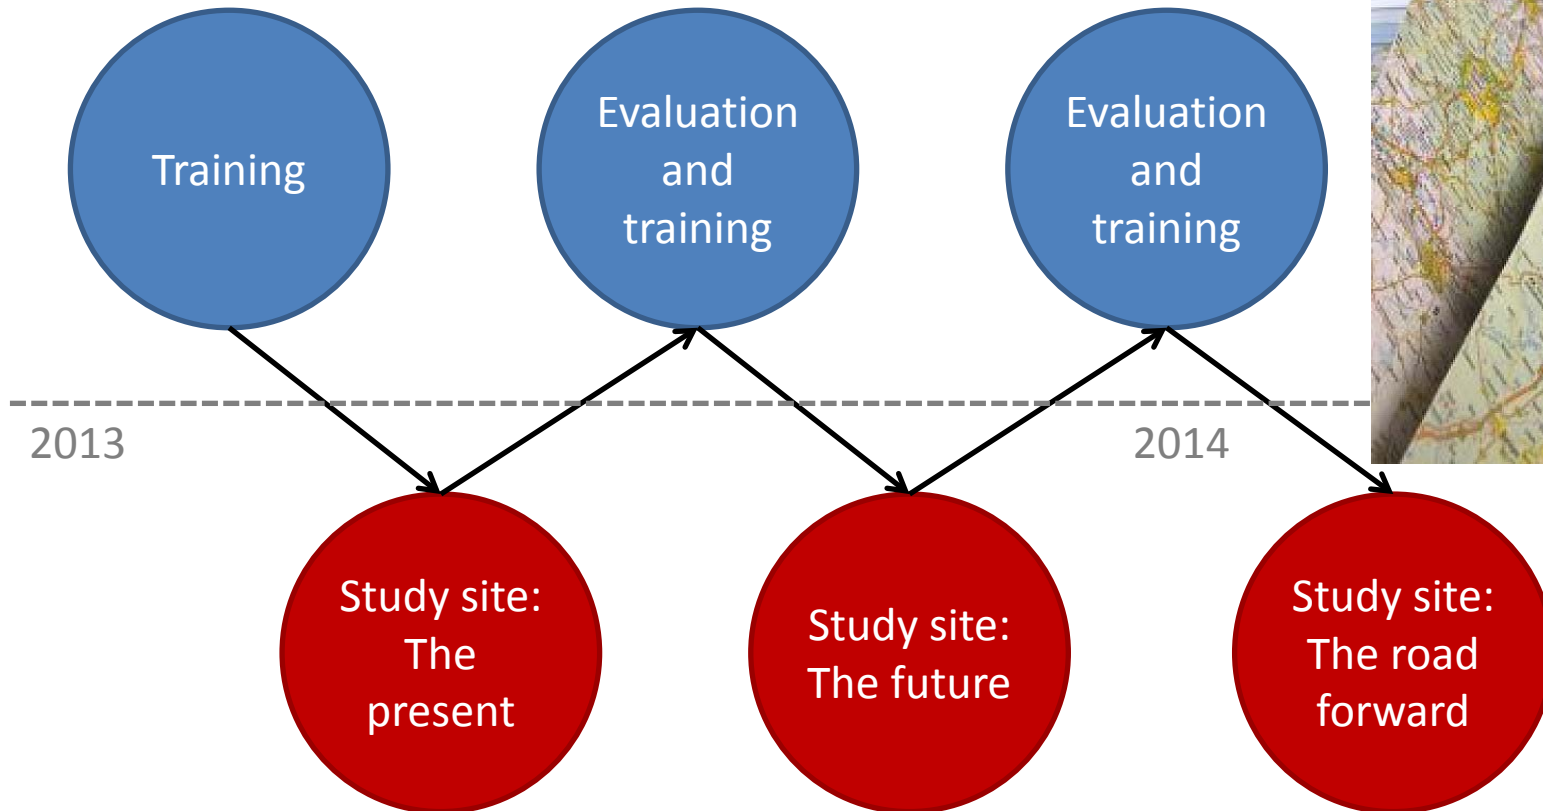 Training
Evaluation
and
training
Evaluation
and
training
2013
2014
Study site:
The
present
Study site:
The future
Study site:
The road
forward